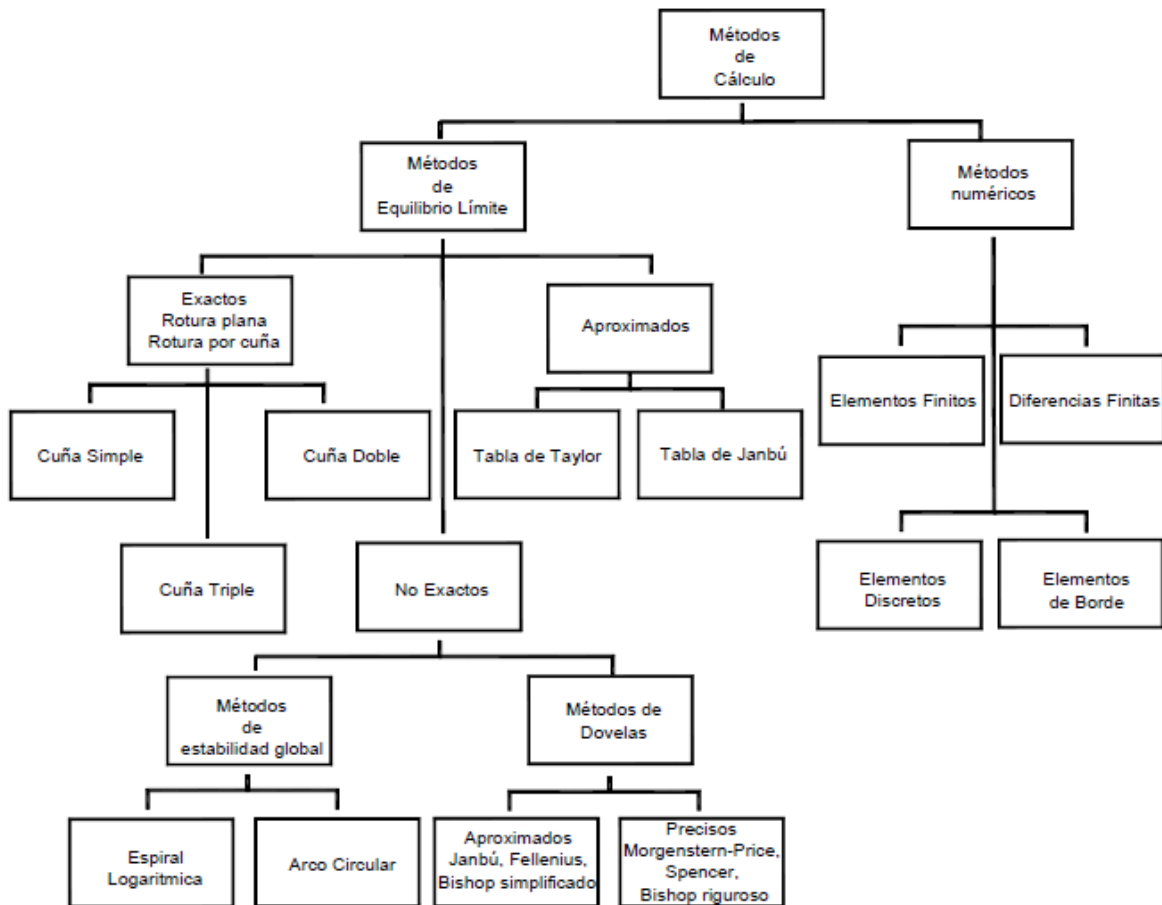 Métodos
de
Cálculo
Métodos
de
Equilibrio Límite
Métodos
numéricos
Exactos
Rotura plana
Rotura por cuña
Aproximados
Elementos Finitos
Diferencias Finitas
Cuña Simple
Cuña Doble
Tabla de Taylor
Tabla de Janbú
Cuña Triple
No Exactos
Elementos
Discretos
Elementos
de Borde
Métodos
de
estabilidad global
Métodos de
Dovelas
Espiral
Logaritmica
Arco Circular
Aproximados
Janbú, Fellenius,
Bishop simplificado
Precisos
Morgenstern-Price,
Spencer,
Bishop riguroso